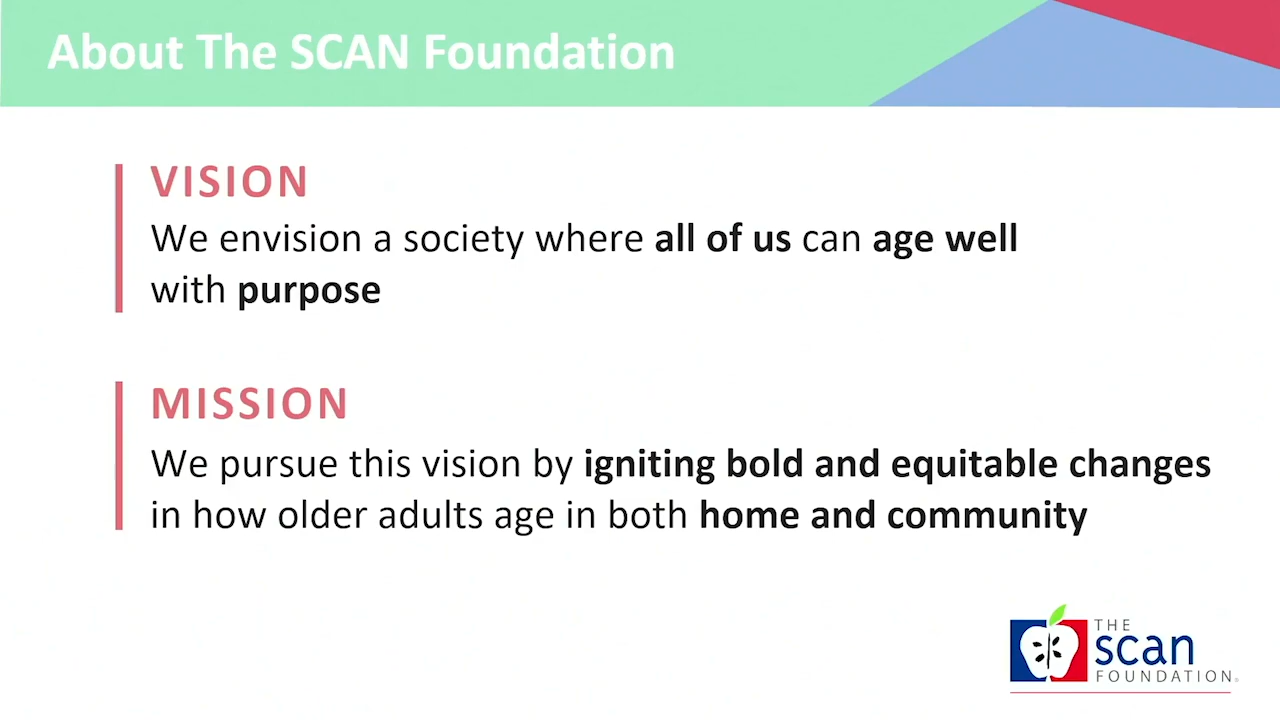 About The SCAN Foundation
VISION
We envision a society where all of us can age well
with purpose
MISSION
We pursue this vision by igniting bold and equitable changes
in how older adults age in both home and community
THE
scan
FOUNDATION®